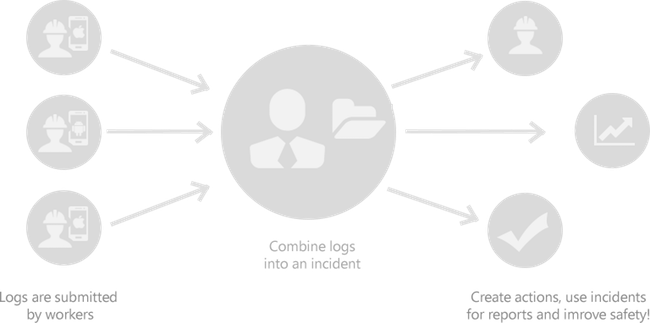 Combine logs
into an incident
Logs are submitted
by workers
Create actions, use incidents
for reports and imrove safety!